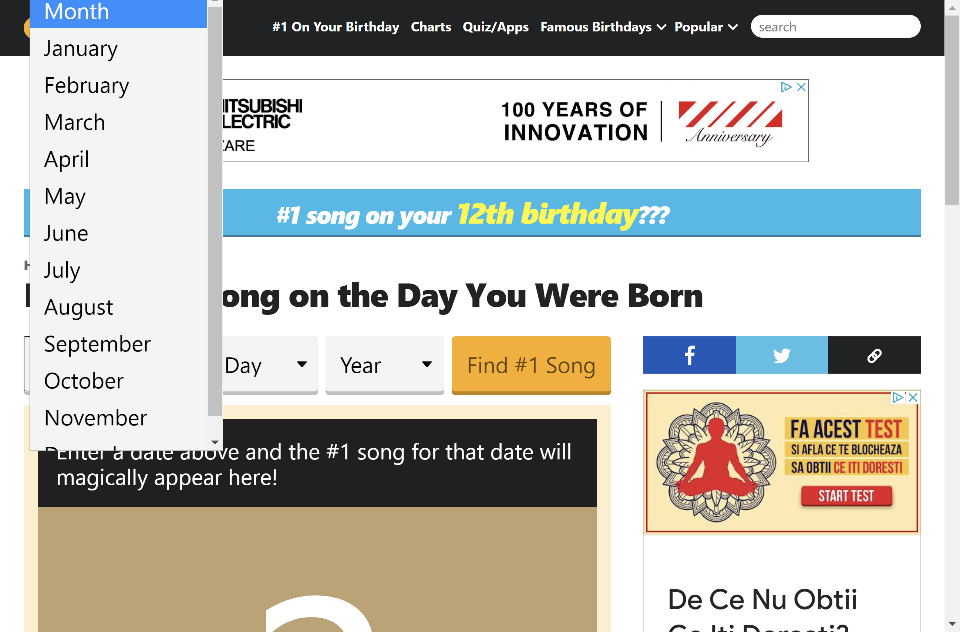 Month
January
February
March
April
May
June
July
August
September
October
November
#1 On Your Birthday
Charts
Quiz/Apps
Famous Birthdays
Popular
search
ITSUBISHI
LECTRIC
100 YEARS OF
INNOVATION
Anniversary
#1 song on your 12th birthday???
ong on the Day You Were Born
Day
Year
Find #1 Song
Enter a date above and the #1 song for that date will
magically appear here!
FA ACEST TEST
SI AFLA CE TE BLOCHEAZA
SA OBTII CE ITI DORESTI
START TEST
De Ce Nu Obtii
Ce Iti Doresti?